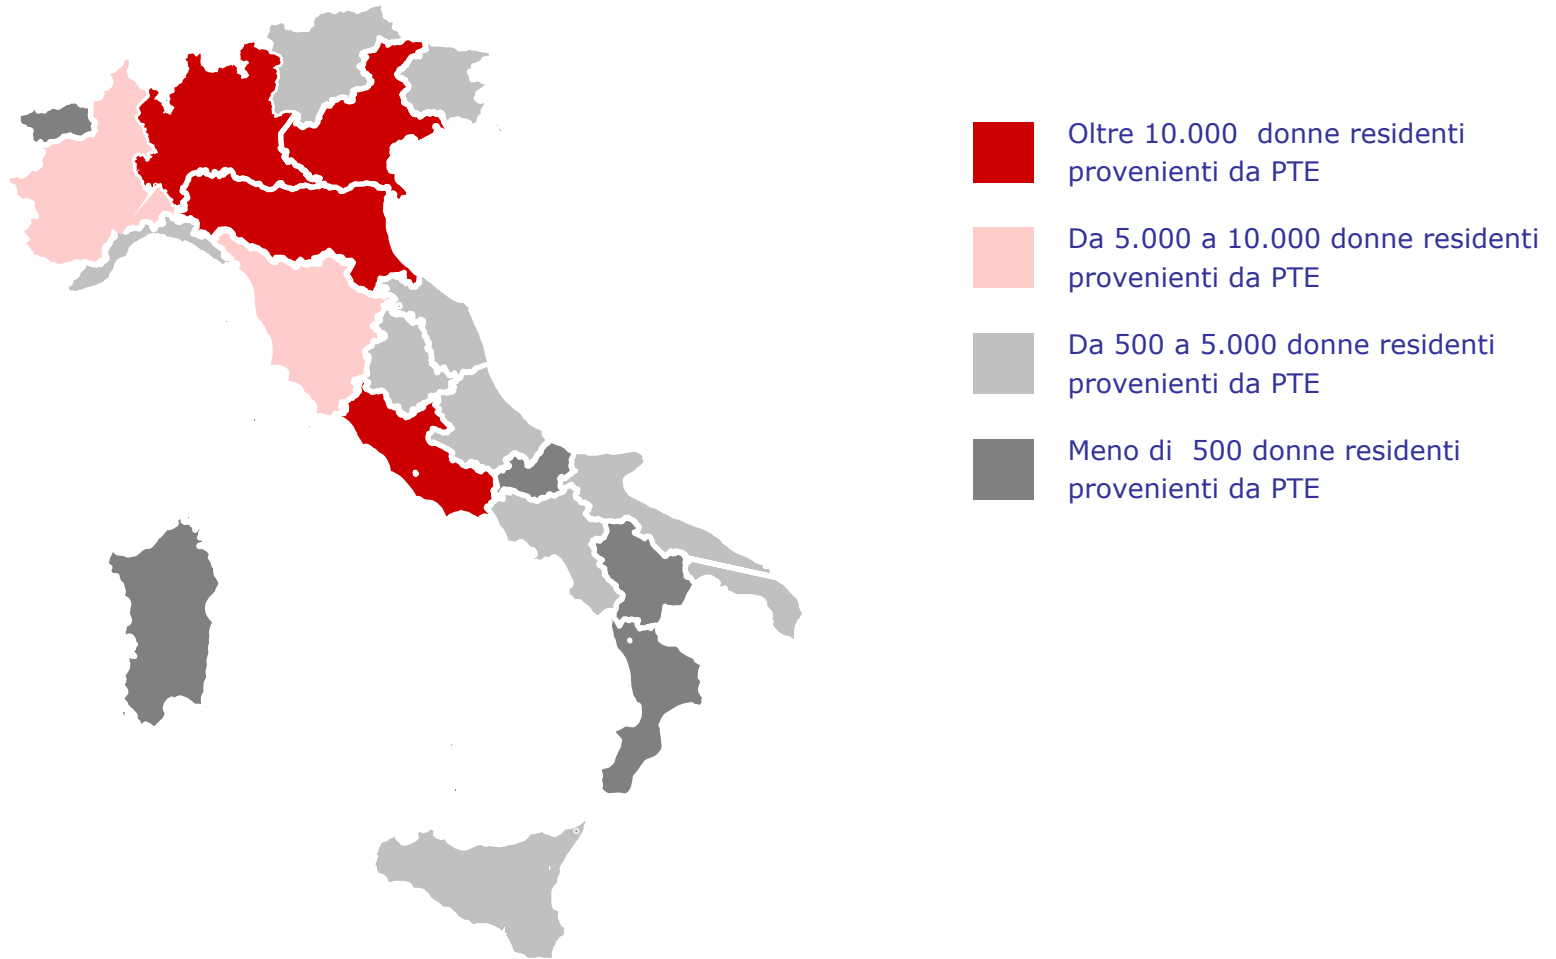 Oltre 10.000  donne residenti
provenienti da PTE
Da 5.000 a 10.000 donne residenti
provenienti da PTE
Da 500 a 5.000 donne residenti
provenienti da PTE
Meno di  500 donne residenti
provenienti da PTE